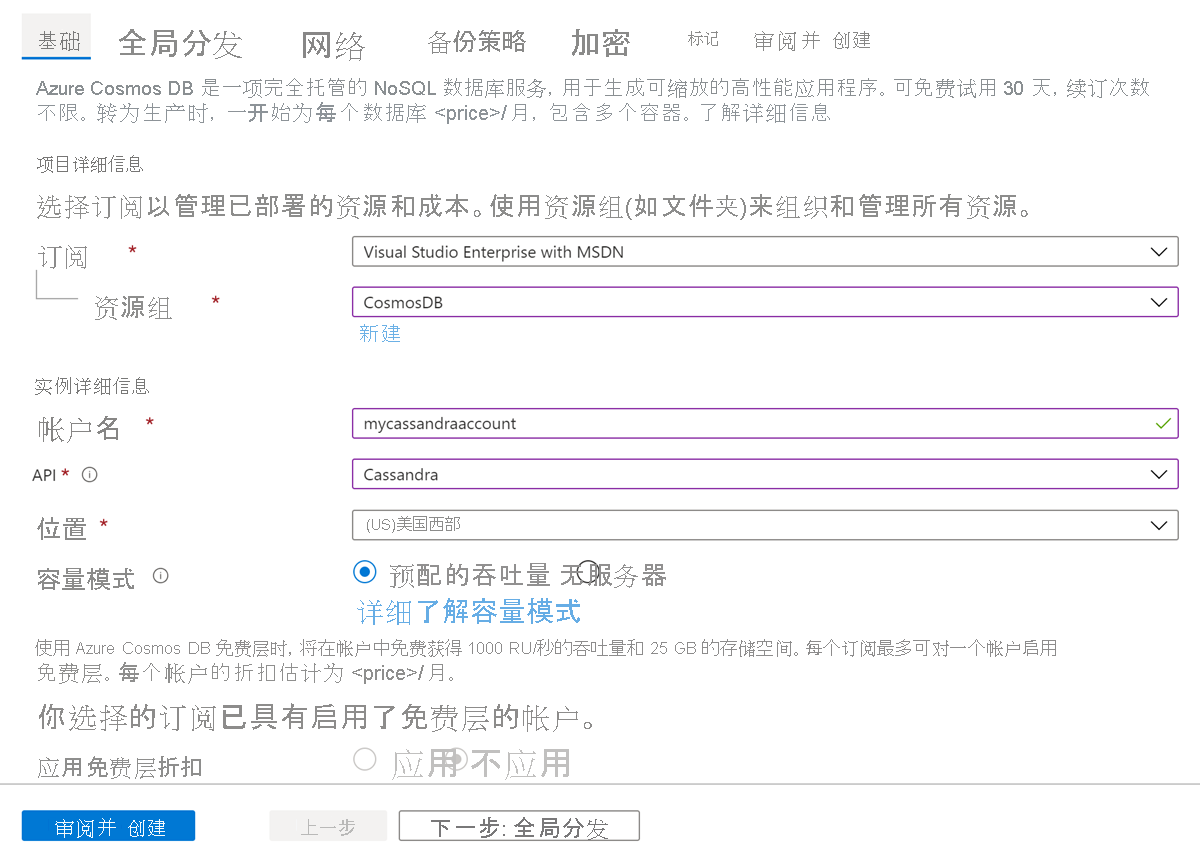 基础 全局分发 网络 备份策略 加密 标记 审阅并 创建
Azure Cosmos DB 是一项完全托管的 NoSQL 数据库服务, 用于生成可缩放的高性能应用程序。可免费试用 30 天, 续订次数
不限。转为生产时, 一开始为每个数据库 <price>/月, 包含多个容器。了解详细信息
项目详细信息
选择订阅以管理已部署的资源和成本。使用资源组(如文件夹)来组织和管理所有资源。
订阅 * Visual Studio Enterprise with MSDN
资源组 * CosmosDB
新建
实例详细信息
帐户名 * mycassandraaccount
API * Cassandra
位置 * (US)美国西部
容量模式 预配的吞吐量 无服务器
详细了解容量模式
使用 Azure Cosmos DB 免费层时, 将在帐户中免费获得 1000 RU/秒的吞吐量和 25 GB 的存储空间。每个订阅最多可对一个帐户启用
免费层。每个帐户的折扣估计为 <price>/月。
你选择的订阅已具有启用了免费层的帐户。
应用免费层折扣 应用 不应用
审阅并 创建 上一步 下一步: 全局分发